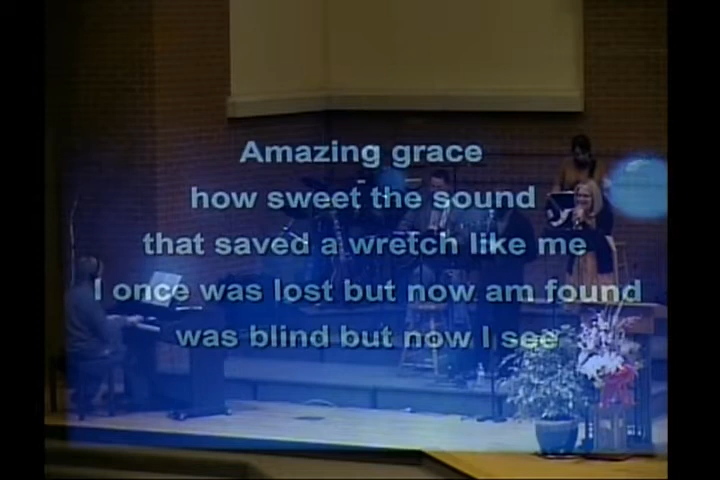 Amazing grace
how sweet the sound
that saved a wretch like me
I once was lost but now am found
was blind but now I see